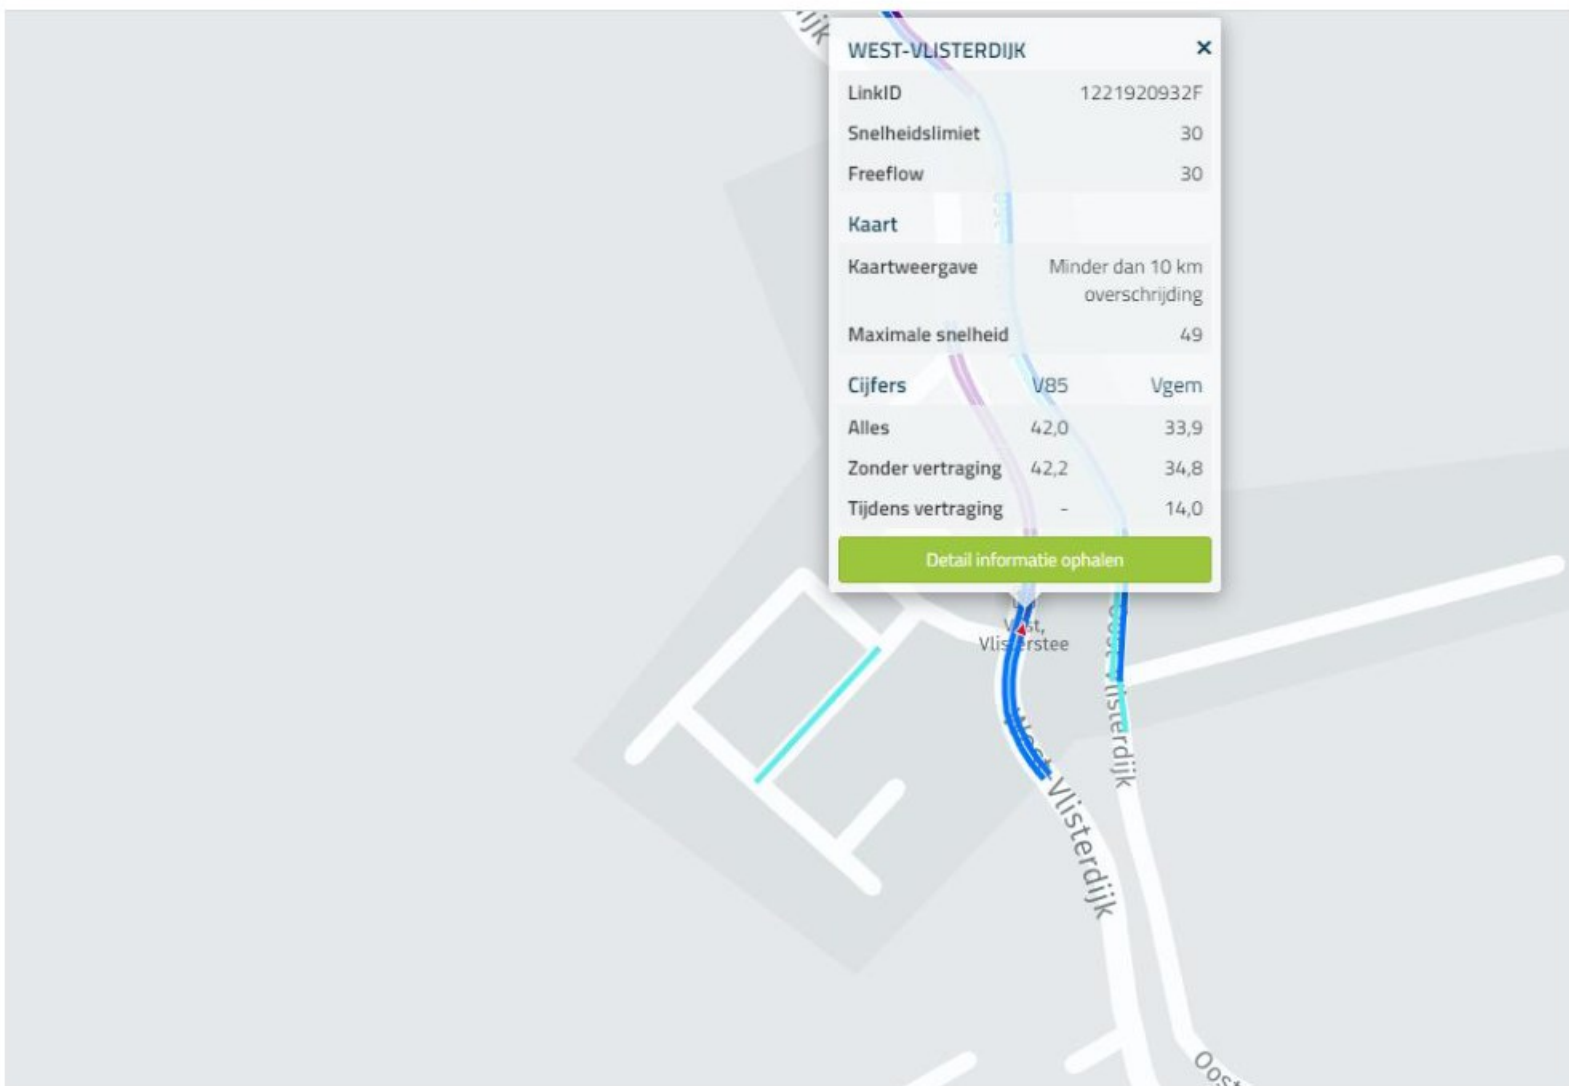 ijk
WEST-VLISTERDIJK ×
LinkID 1221920932F
Snelheidslimiet 30
Freeflow 30
Kaart
Kaartweergave Minder dan 10 km
overschrijding
Maximale snelheid 49
Cijfers V85 Vgem
Alles 42,0 33,9
Zonder vertraging 42,2 34,8
Tijdens vertraging - 14,0
Detail informatie ophalen
Vlisterstee
Oost-Vlisterdijk
West-Vlisterdijk
Oost